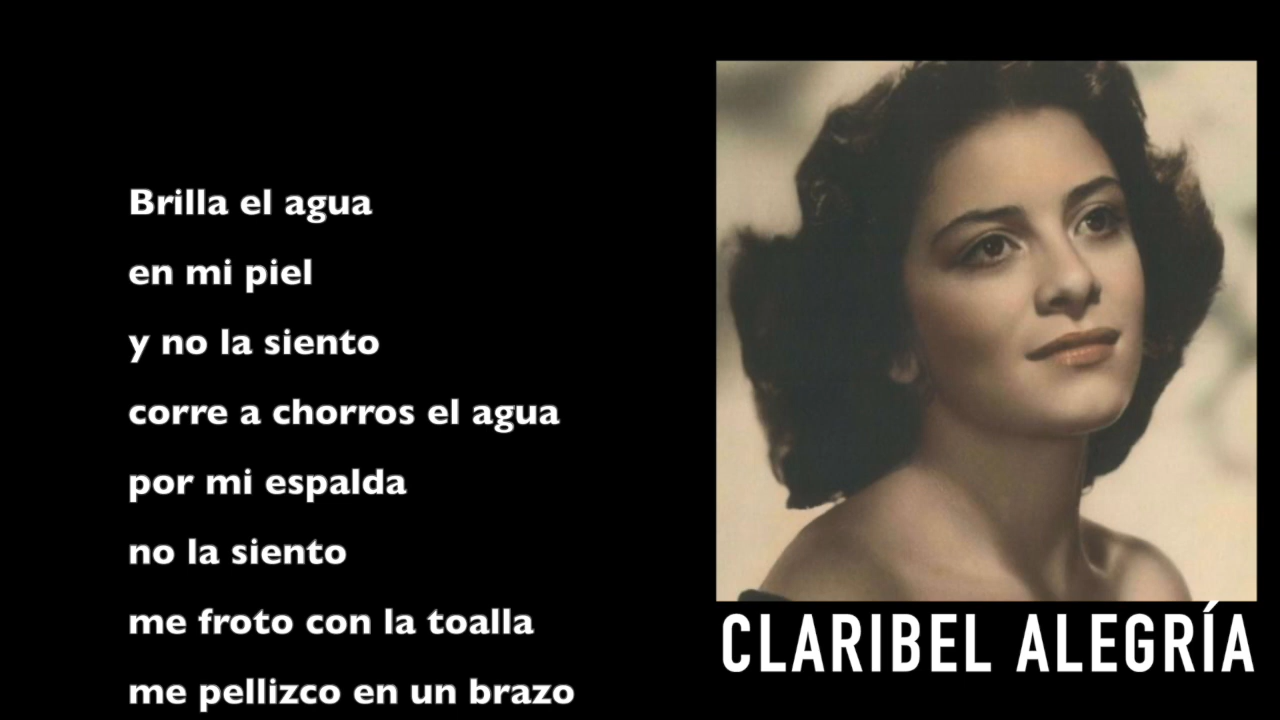 Brilla el agua
en mi piel
y no la siento
corre a chorros el agua
por mi espalda
no la siento
me froto con la toalla
me pellizco en un brazo
CLARIBEL ALEGRÍA